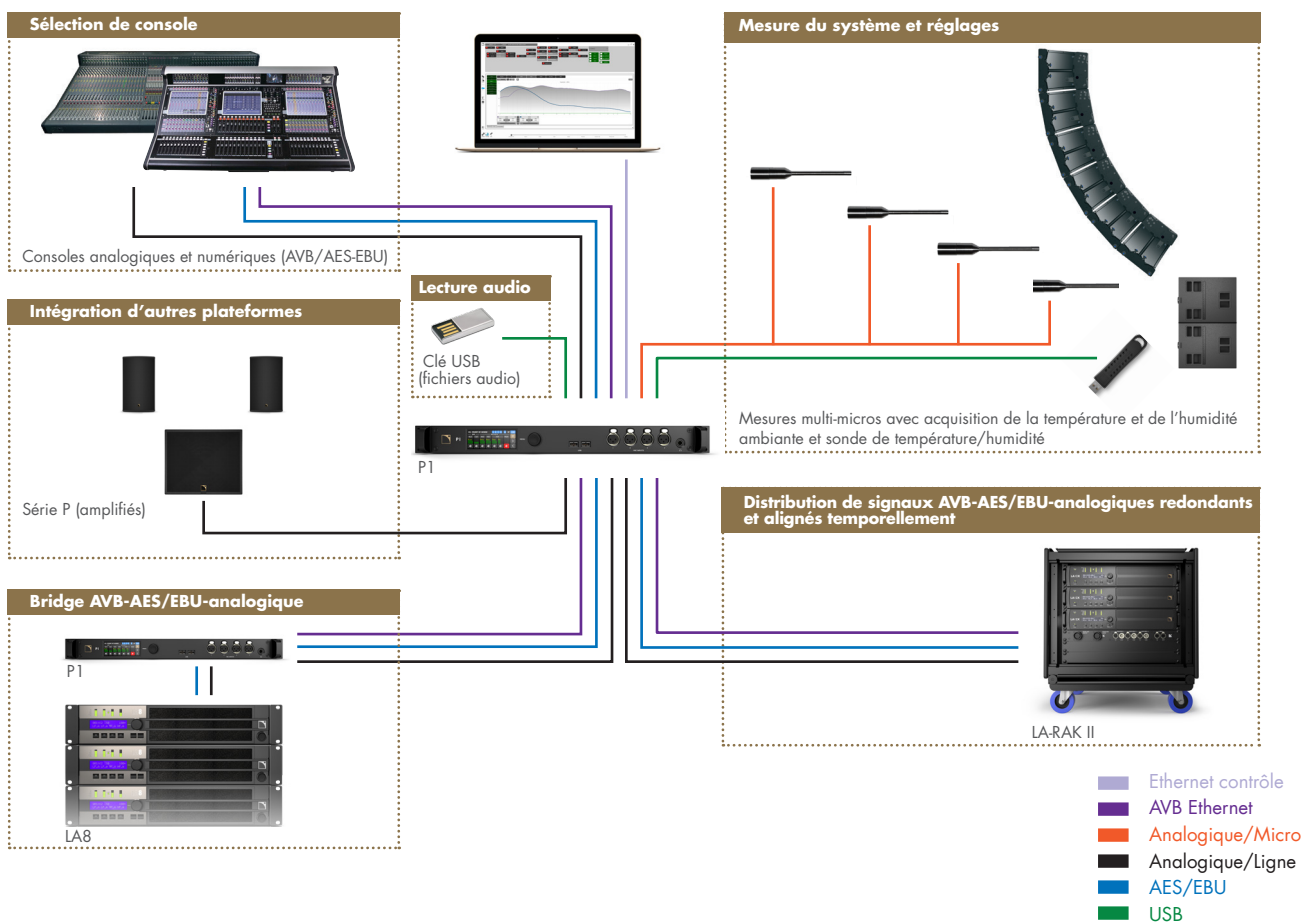 Sélection de console
Consoles analogiques et numériques (AVB/AES-EBU)
Mesure du système et réglages
Mesures multi-micros avec acquisition de la température et de l'humidité
ambiante et sonde de température/humidité
Intégration d'autres plateformes
Série P (amplifiés)
Lecture audio
Clé USB
(fichiers audio)
P1
P1
Distribution de signaux AVB-AES/EBU-analogiques redondants
et alignés temporellement
LA-RAK II
Bridge AVB-AES/EBU-analogique
P1
LA8
Ethernet contrôle
AVB Ethernet
Analogique/Micro
Analogique/Ligne
AES/EBU
USB